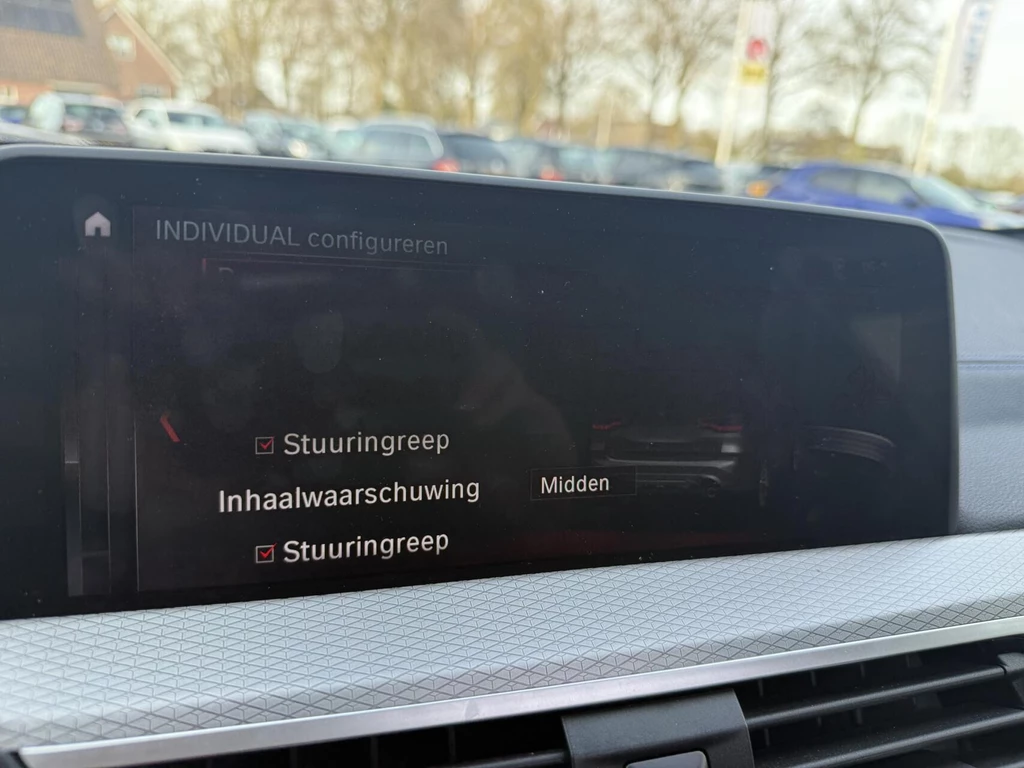 INDIVIDUAL configureren
Stuuringreep
Inhaalwaarschuwing Midden
Stuuringreep